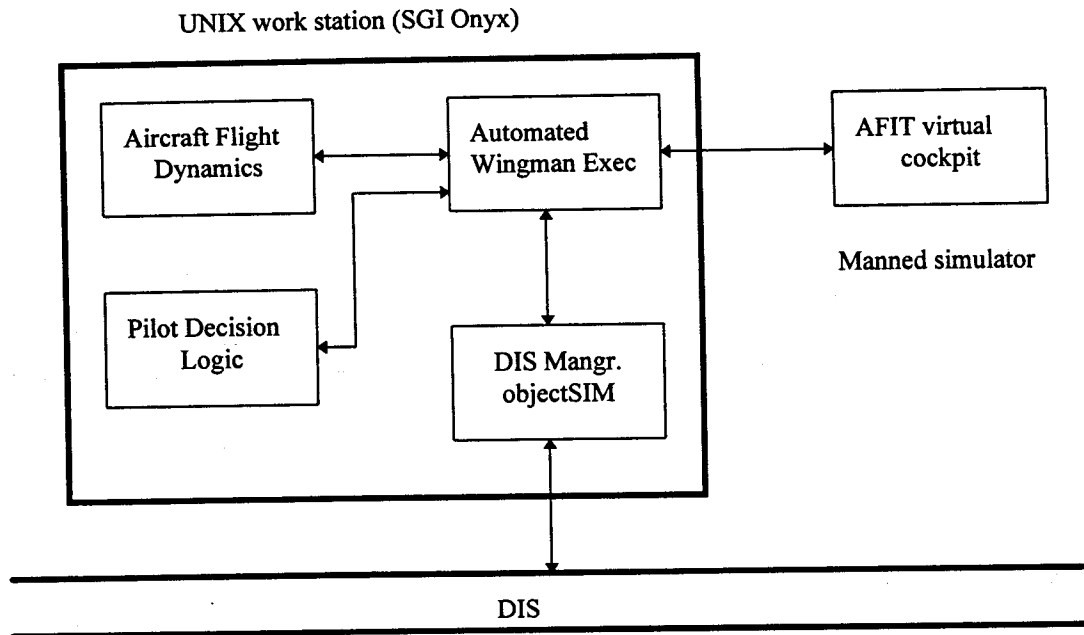 UNIX work station (SGI Onyx)
Aircraft Flight
Dynamics
Automated
Wingman Exec
AFIT virtual
cockpit
Manned simulator
Pilot Decision
Logic
DIS Mangr.
objectSIM
DIS